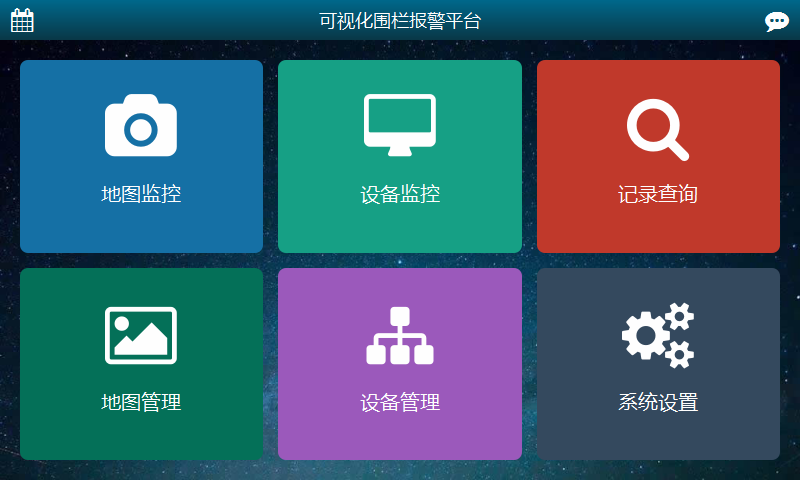 可视化围栏报警平台
地图监控
设备监控
记录查询
地图管理
设备管理
系统设置